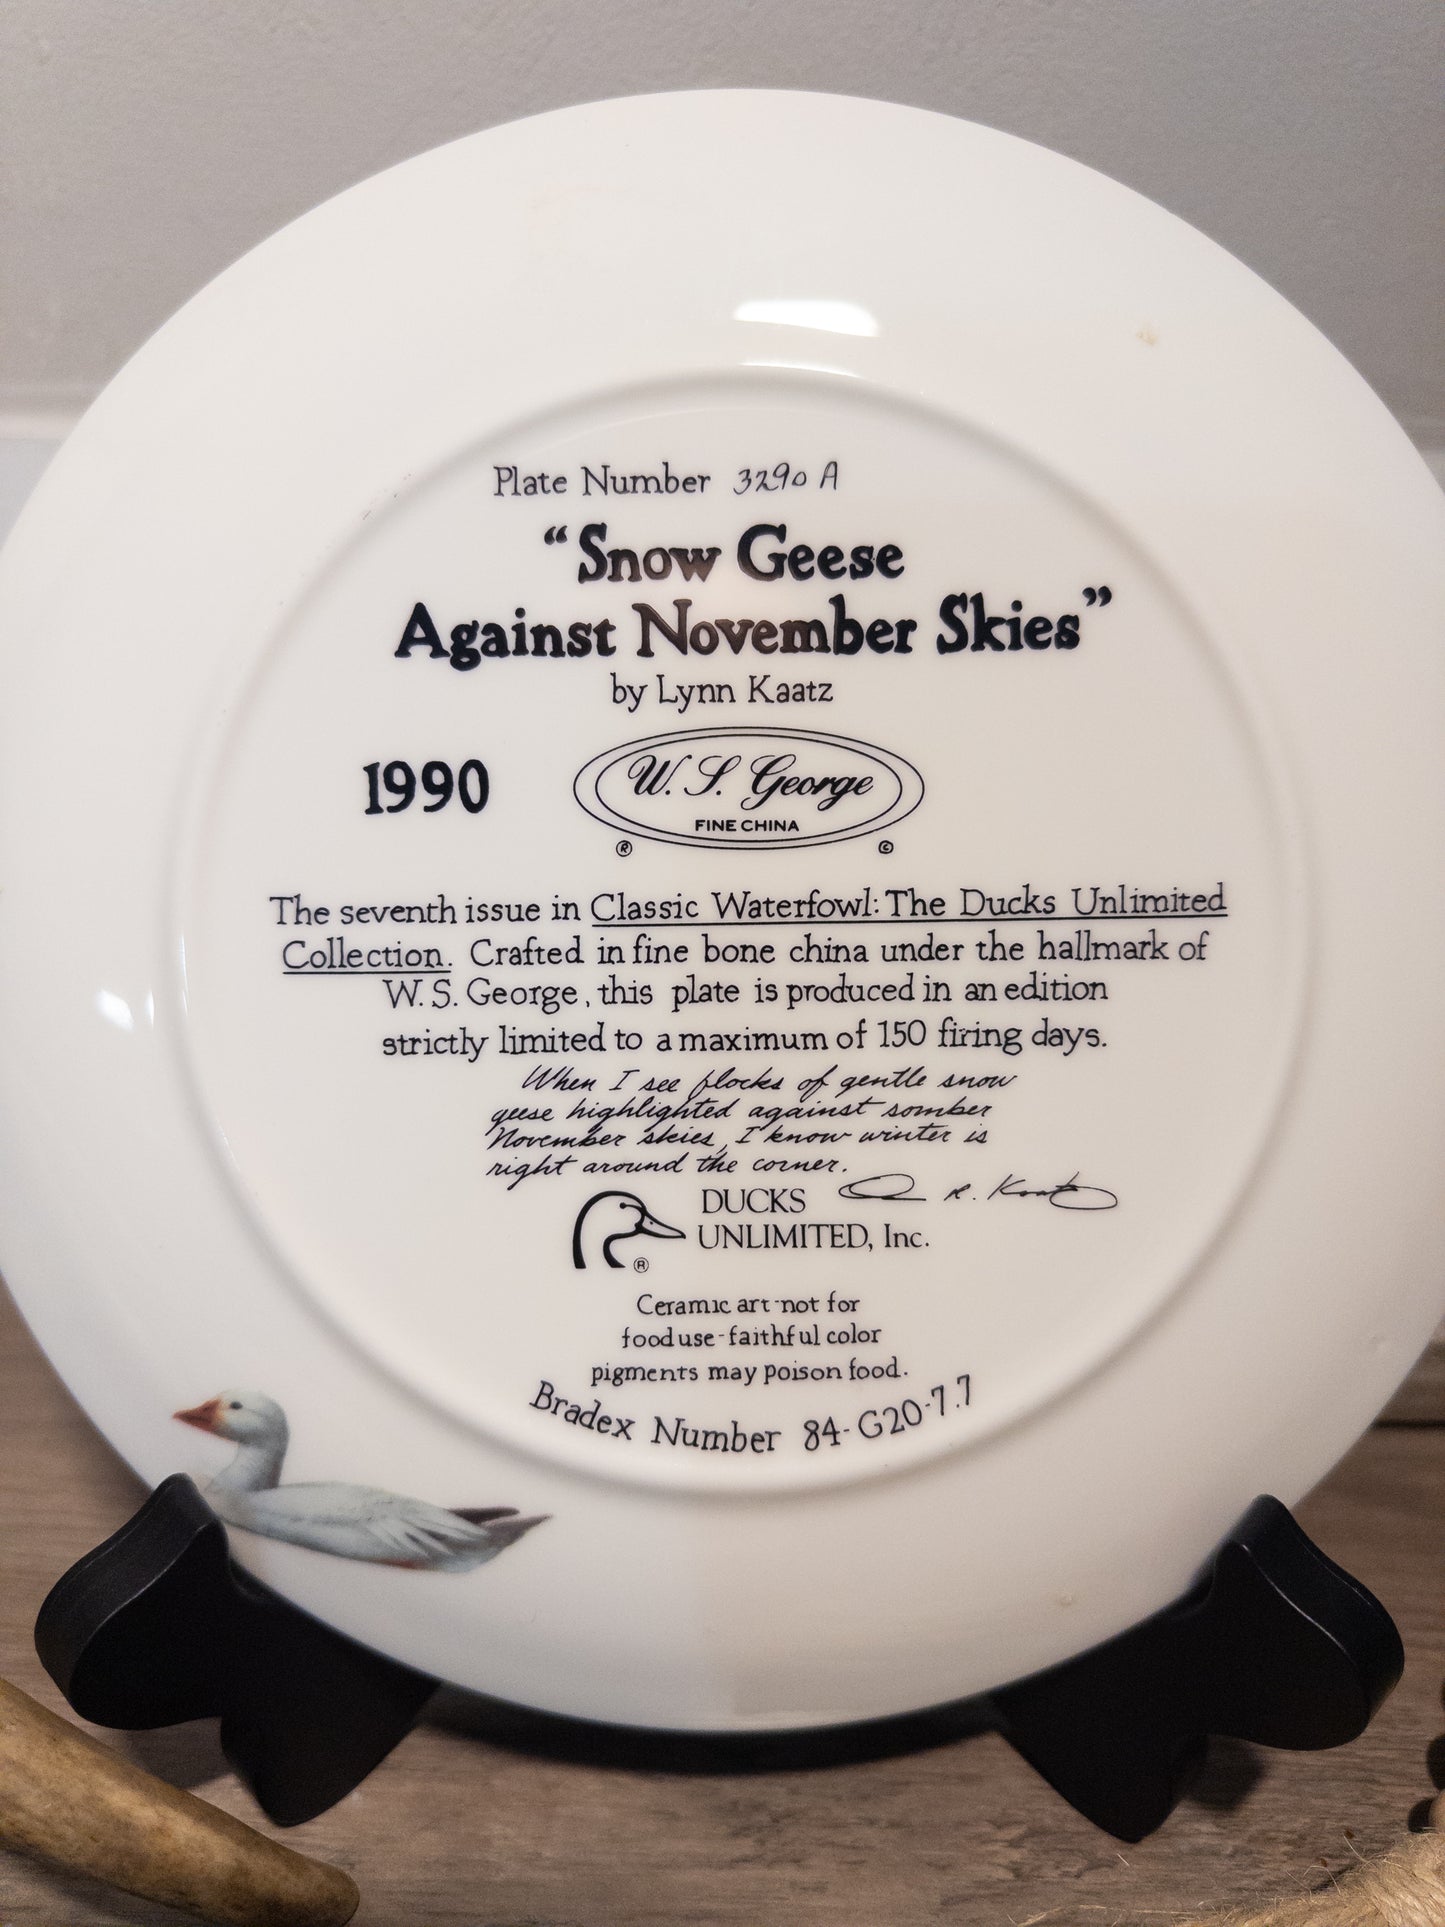 Plate Number 3290 A
“Snow Geese
Against November Skies”
by Lynn Kaatz
1990
W. S. George
FINE CHINA
® ©
The seventh issue in Classic Waterfowl: The Ducks Unlimited
Collection. Crafted in fine bone china under the hallmark of
W. S. George, this plate is produced in an edition
strictly limited to a maximum of 150 firing days.
When I see flocks of gentle snow
geese highlighted against somber
November skies, I know winter is
right around the corner.
R. Kaatz
DUCKS
UNLIMITED, Inc.
®
Ceramic art-not for
food use-faithful color
pigments may poison food.
Bradex Number 84-G20-7.7